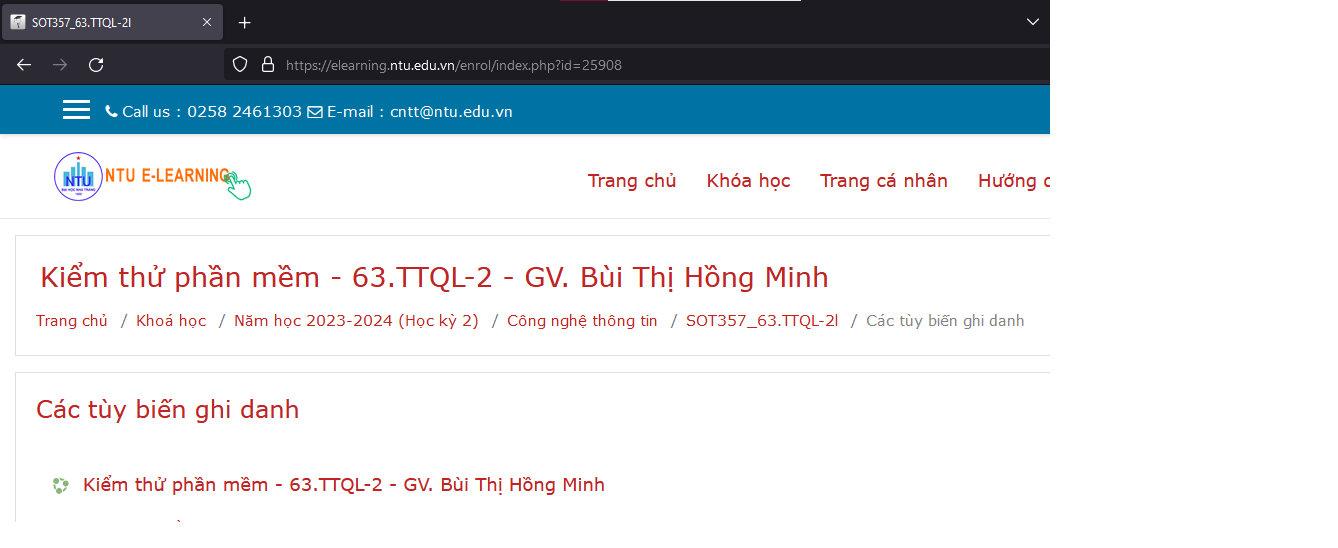 SOT357_63.TTQL-2l
https://elearning.ntu.edu.vn/enrol/index.php?id=25908
Call us : 0258 2461303 E-mail : cntt@ntu.edu.vn
NTU
NTU E-LEARNING
Trang chủ Khóa học Trang cá nhân Hướng
Kiểm thử phần mềm - 63.TTQL-2 - GV. Bùi Thị Hồng Minh
Trang chủ / Khoá học / Năm học 2023-2024 (Học kỳ 2) / Công nghệ thông tin / SOT357_63.TTQL-2l / Các tùy biến ghi danh
Các tùy biến ghi danh
Kiểm thử phần mềm - 63.TTQL-2 - GV. Bùi Thị Hồng Minh